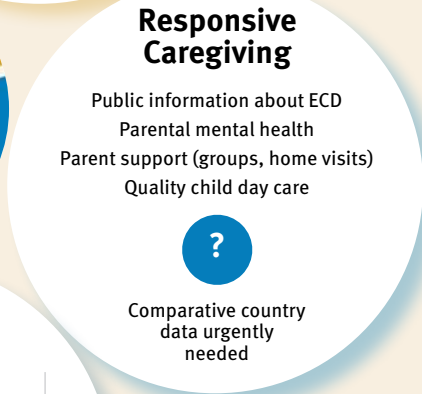 Responsive
Caregiving
Public information about ECD
Parental mental health
Parent support (groups, home visits)
Quality child day care
?
Comparative country
data urgently
needed